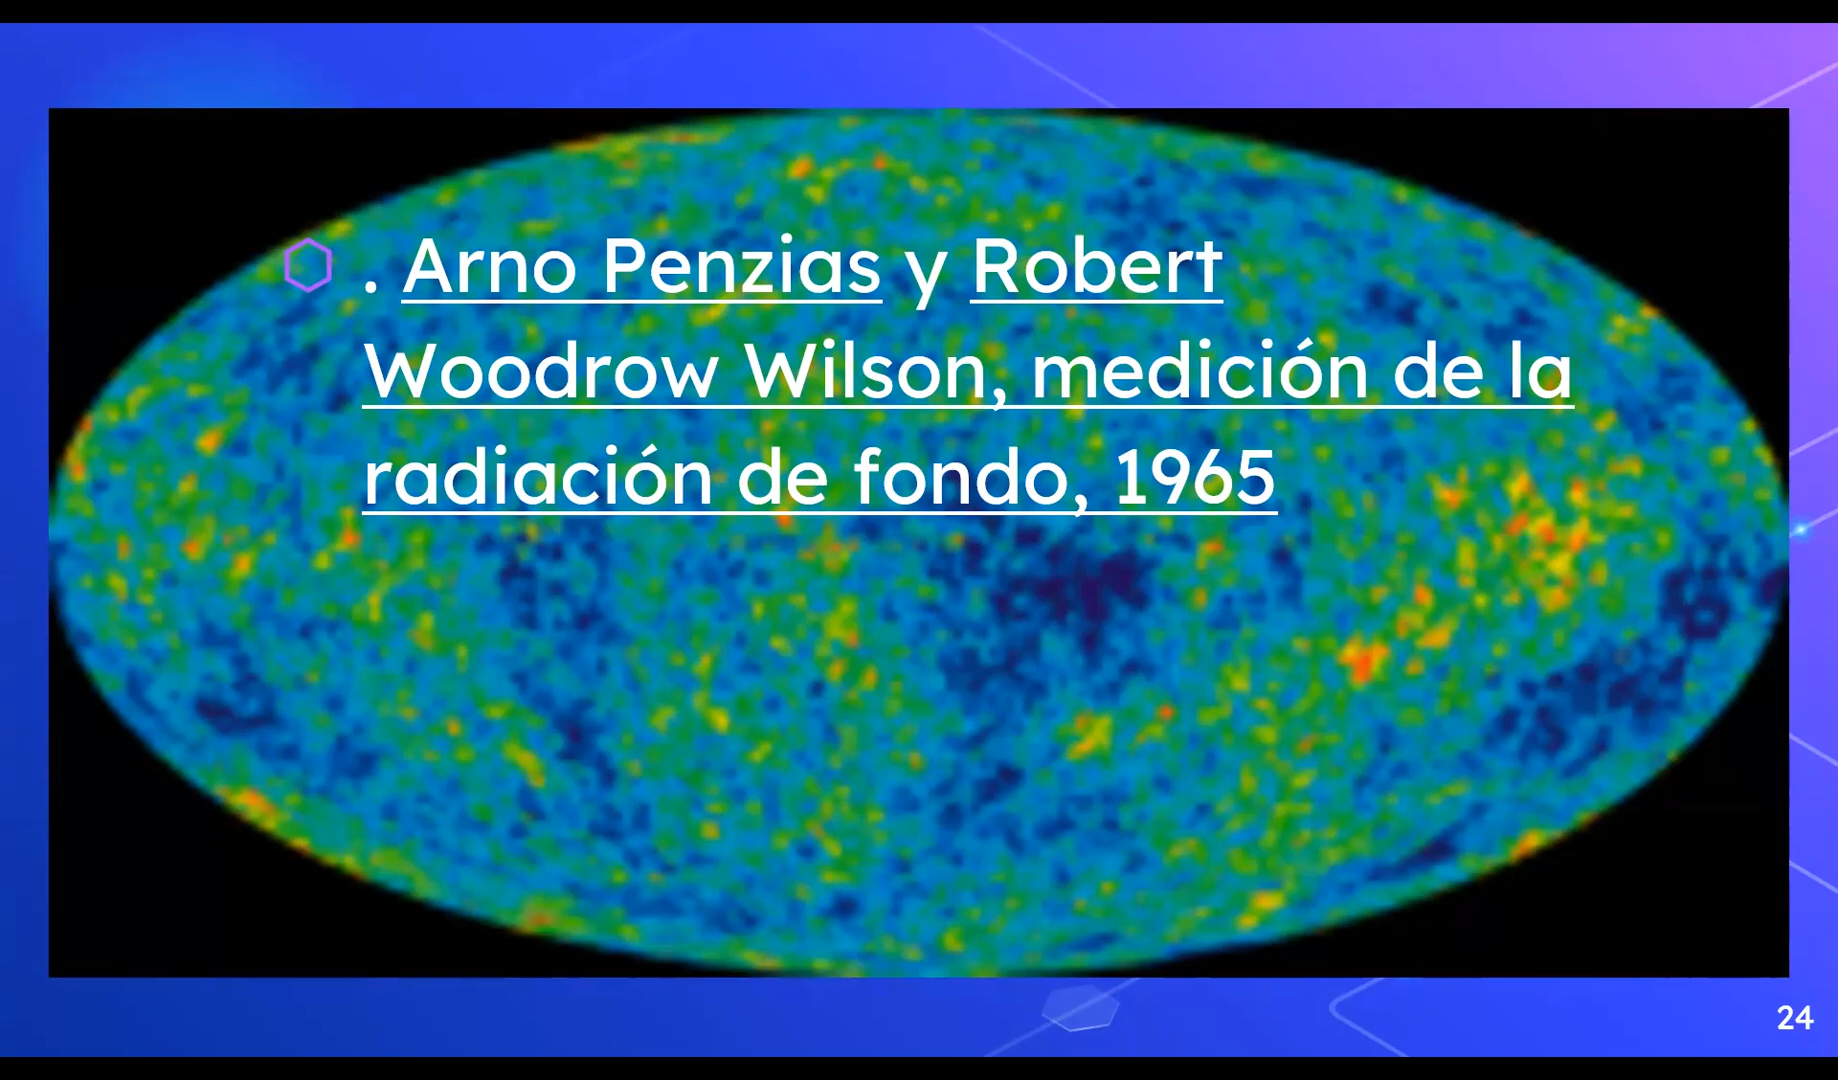 . Arno Penzias y Robert
Woodrow Wilson, medición de la
radiación de fondo, 1965
24